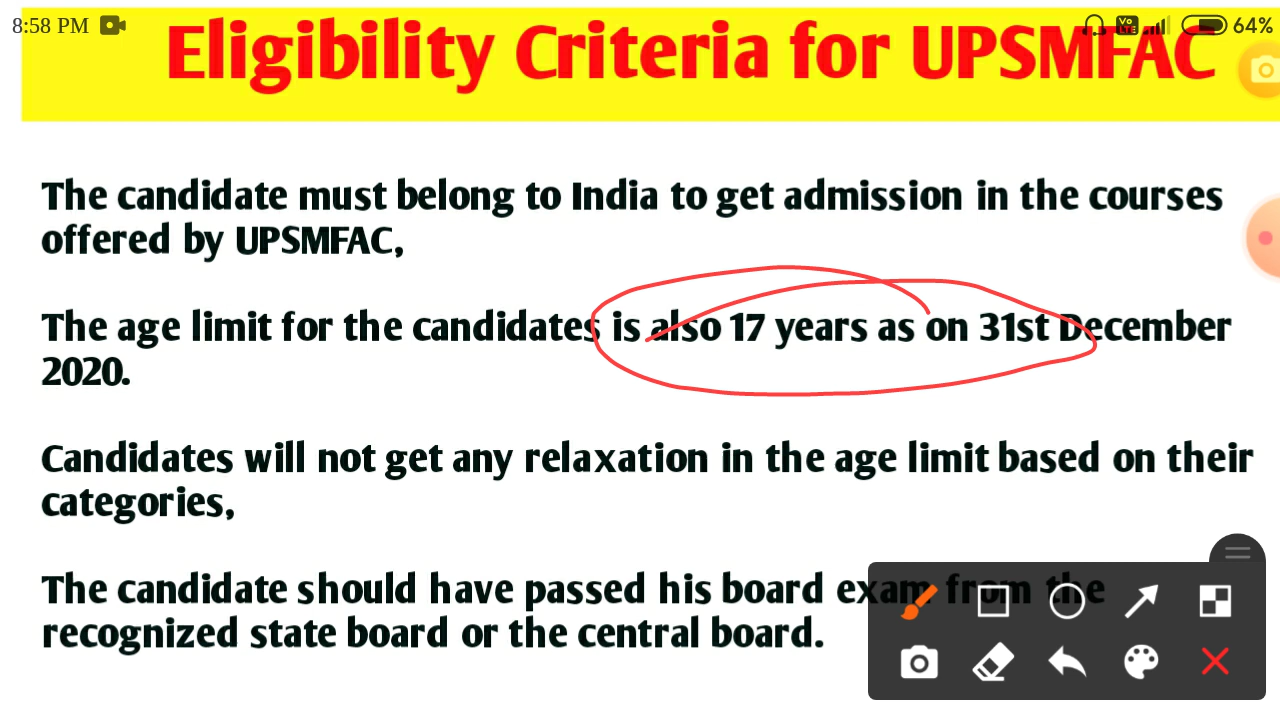 8:58 PM
Vo
LTE
64%
Eligibility Criteria for UPSMFAC
The candidate must belong to India to get admission in the courses
offered by UPSMFAC,
The age limit for the candidates is also 17 years as on 31st December
2020.
Candidates will not get any relaxation in the age limit based on their
categories,
The candidate should have passed his board exam from the
recognized state board or the central board.